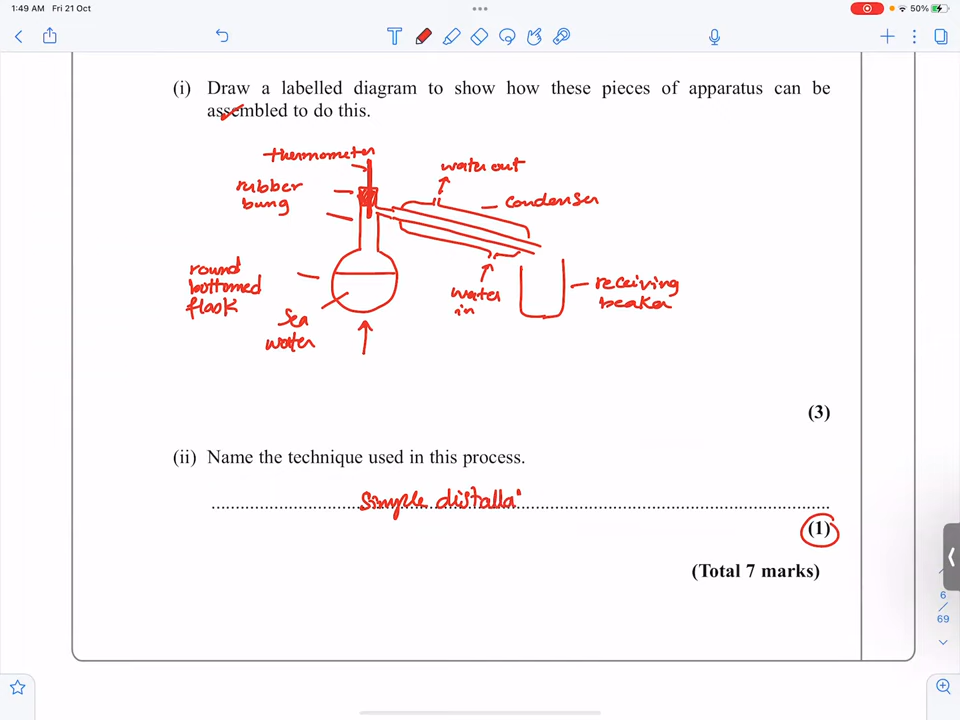 1:49 AM Fri 21 Oct
50%
(i) Draw a labelled diagram to show how these pieces of apparatus can be
assembled to do this.
thermometer
water out
rubber
bung
condenser
round
bottomed
flask
water
in
receiving
beaker
Sea
water
(3)
(ii) Name the technique used in this process.
Simple distalla
(1)
(Total 7 marks)
6
/
69